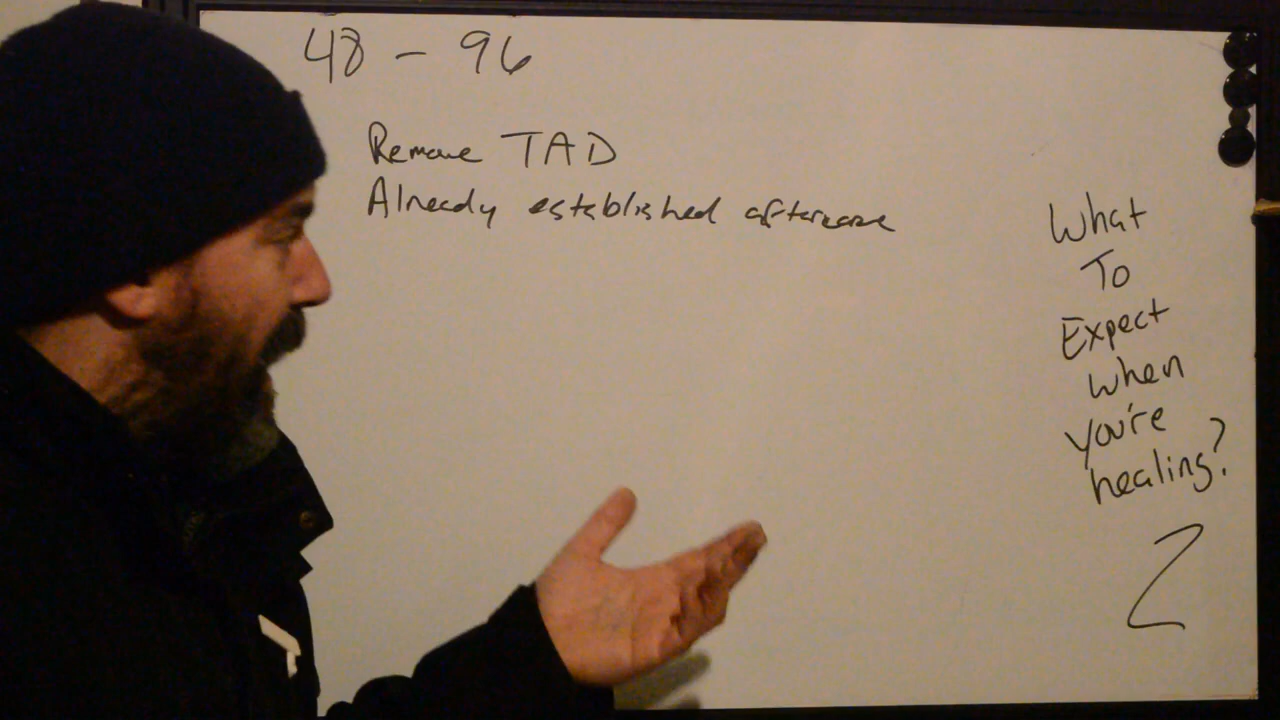 48 - 96
Remove TAD
Already established aftercare
What
To
Expect
When
you're
healing?
2